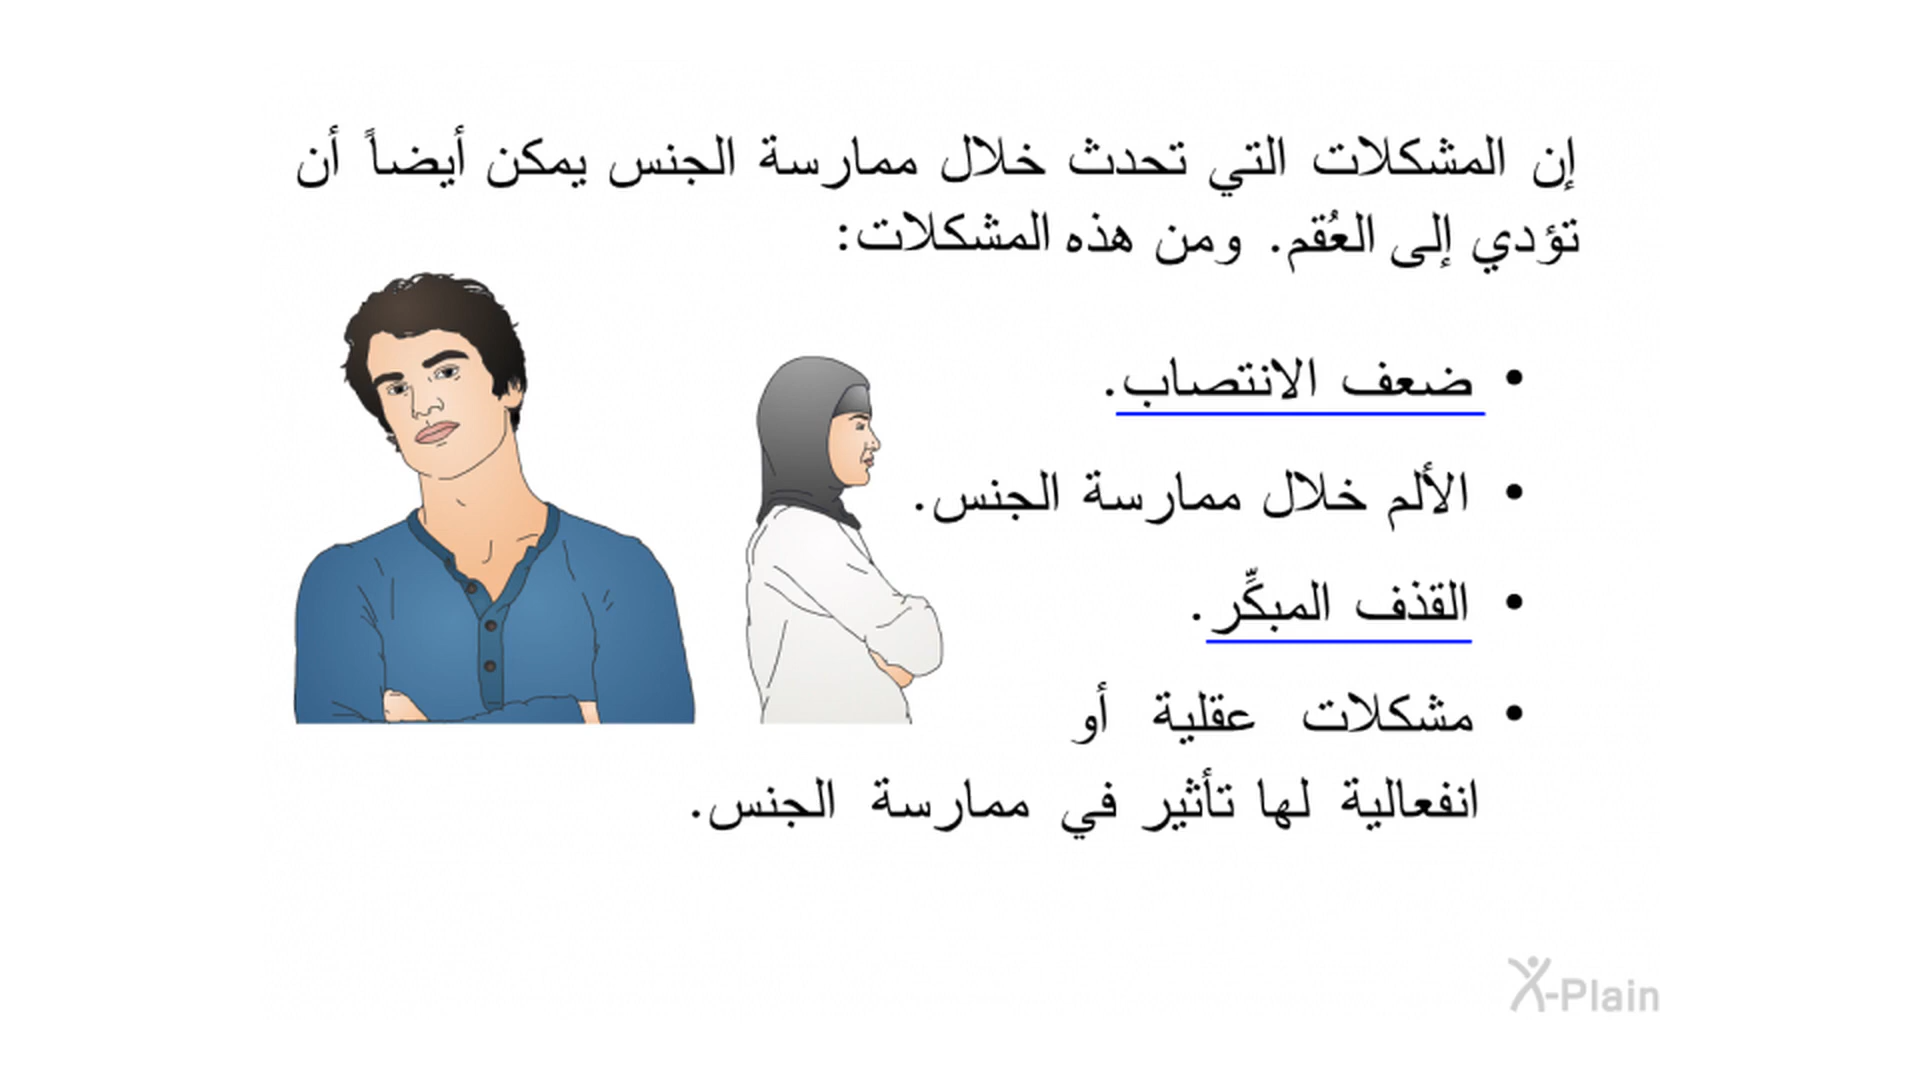 إن المشكلات التي تحدث خلال ممارسة الجنس يمكن أيضاً أن
تؤدي إلى العُقم. ومن هذه المشكلات:
• ضعف الانتصاب.
• الألم خلال ممارسة الجنس.
• القذف المبكِّر.
• مشكلات عقلية أو
انفعالية لها تأثير في ممارسة الجنس.
X-Plain